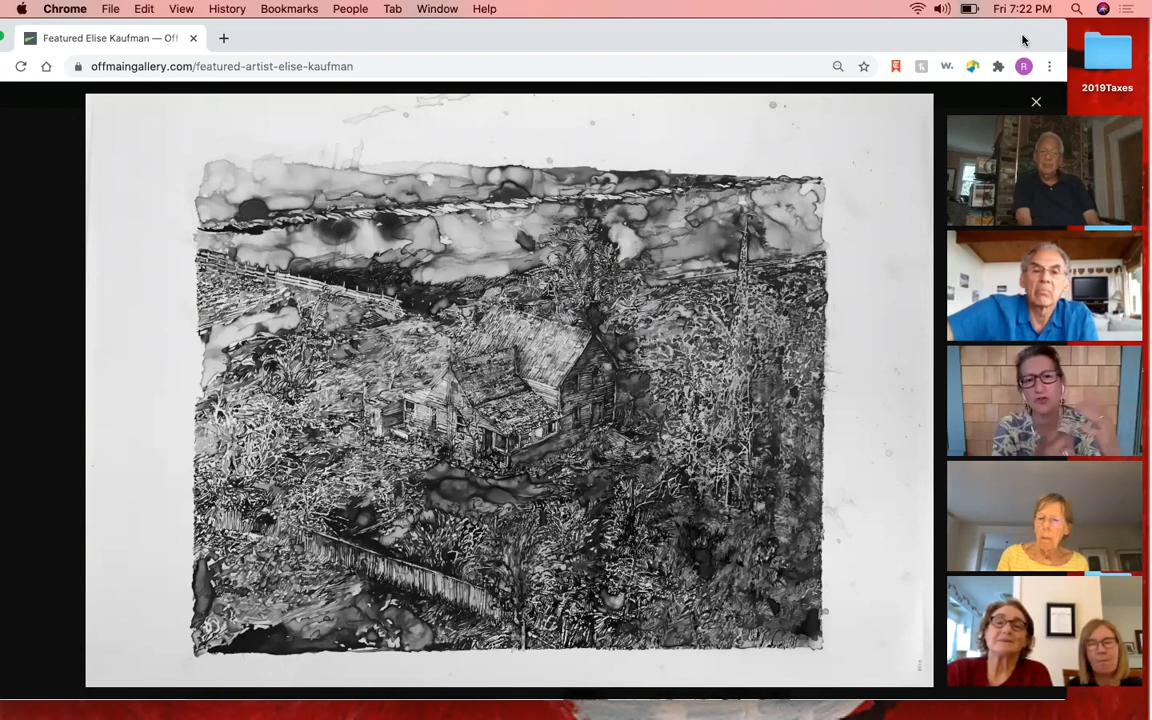 Chrome File Edit View History Bookmarks People Tab Window Help Fri 7:22 PM
Featured Elise Kaufman — Off
offmaingallery.com/featured-artist-elise-kaufman
R
2019Taxes